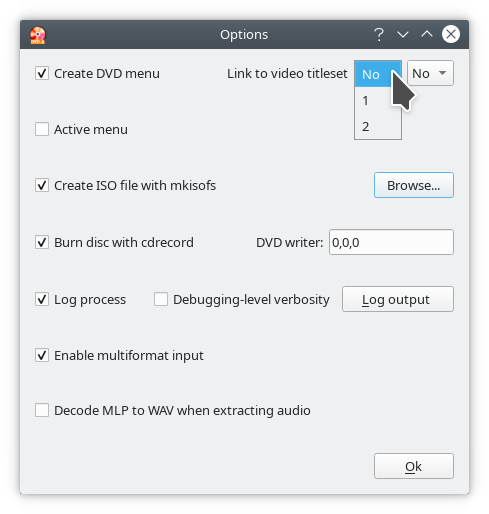 Options
Create DVD menu Link to video titleset No No
1
Active menu
2
Create ISO file with mkisofs Browse...
Burn disc with cdrecord DVD writer: 0,0,0
Log process Debugging-level verbosity Log output
Enable multiformat input
Decode MLP to WAV when extracting audio
Ok